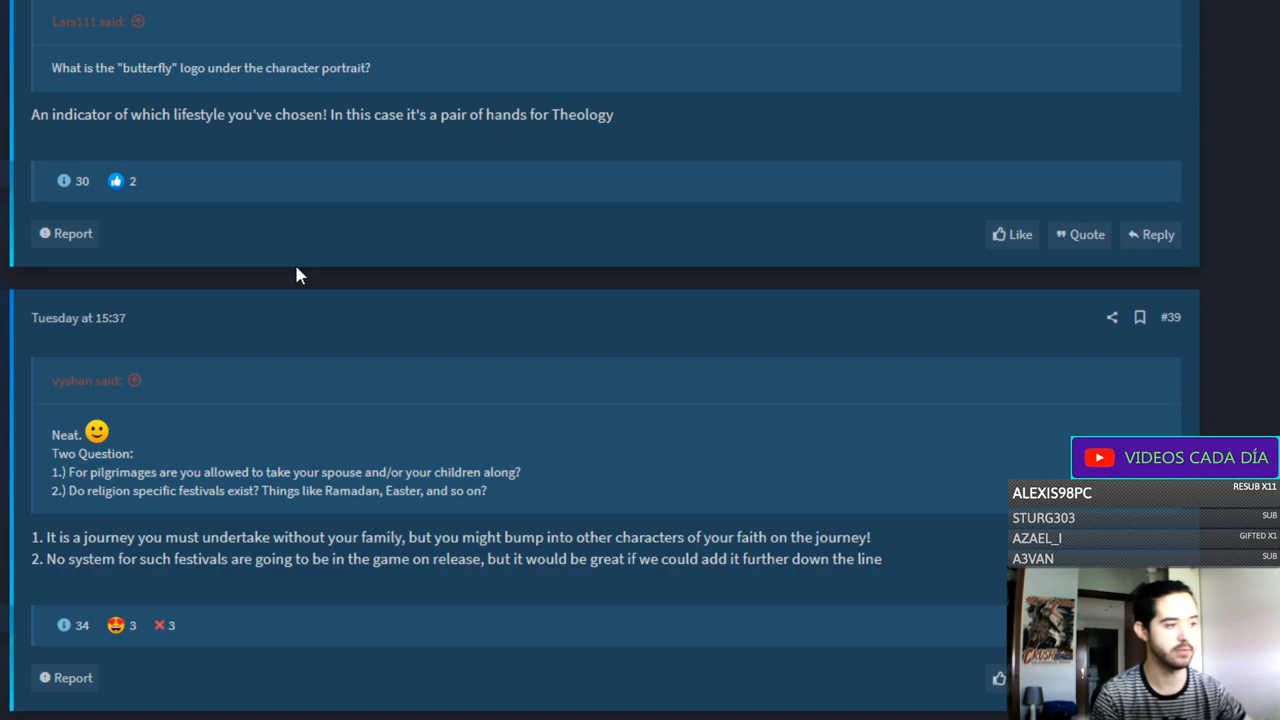 Lars111 said:
What is the "butterfly" logo under the character portrait?
An indicator of which lifestyle you've chosen! In this case it's a pair of hands for Theology
30 2
Report Like Quote Reply
Tuesday at 15:37 #39
vyshan said:
Neat.
Two Question:
1.) For pilgrimages are you allowed to take your spouse and/or your children along?
2.) Do religion specific festivals exist? Things like Ramadan, Easter, and so on?
1. It is a journey you must undertake without your family, but you might bump into other characters of your faith on the journey!
2. No system for such festivals are going to be in the game on release, but it would be great if we could add it further down the line
34 3 3
Report
VIDEOS CADA DÍA
ALEXIS98PC RESUB X11
STURG303 SUB
AZAEL_I GIFTED X1
A3VAN SUB